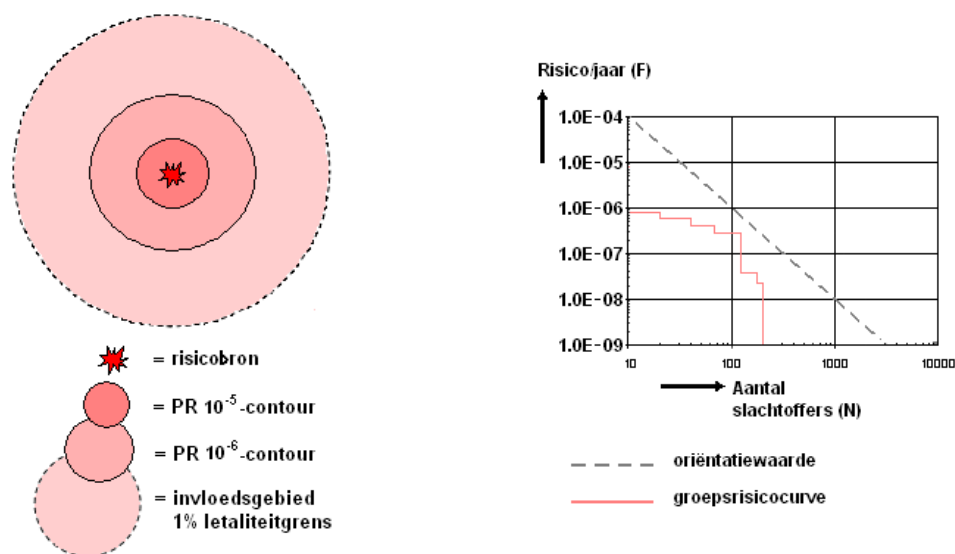 = risicobron
= PR 10-5-contour
= PR 10-6-contour
= invloedsgebied
1% letaliteitgrens
Risico/jaar (F)
1.0E-04
1.0E-05
1.0E-06
1.0E-07
1.0E-08
1.0E-09
10
100
1000
10000
Aantal
slachtoffers (N)
oriëntatiewaarde
groepsrisicocurve